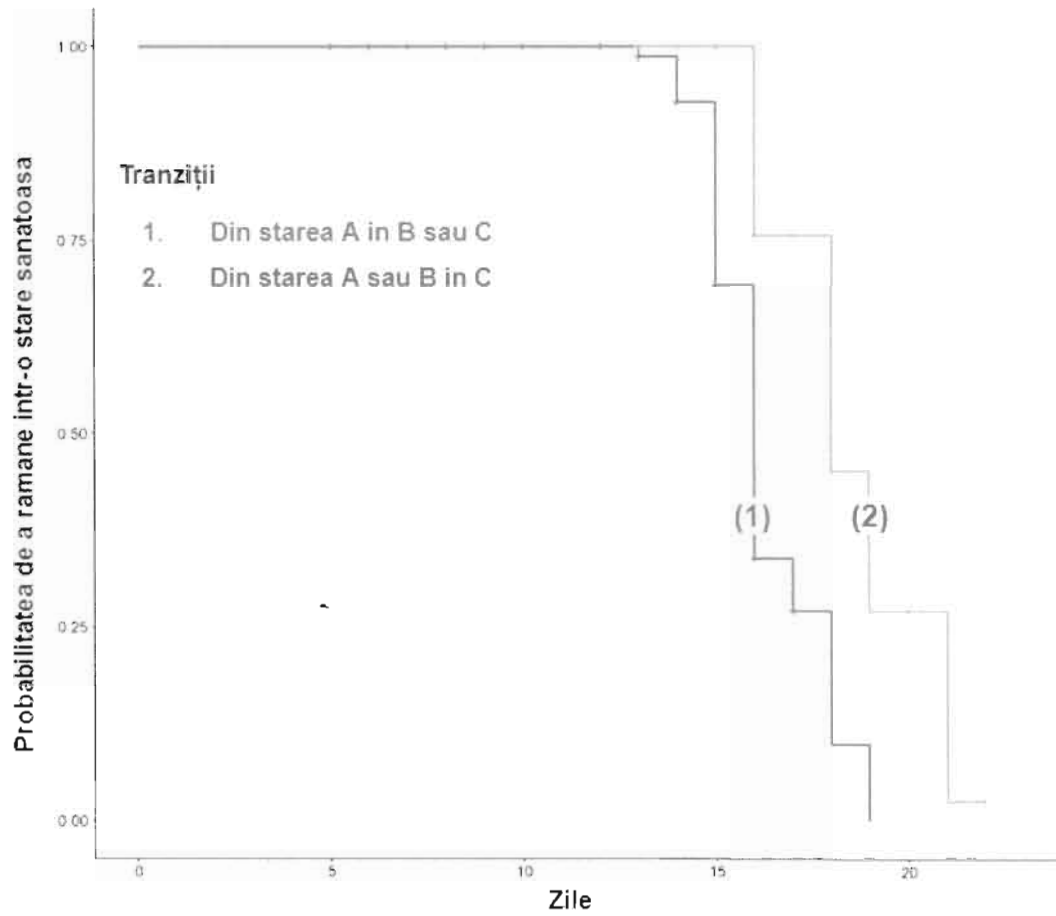 Probabilitatea de a ramane intr-o stare sanatoasa
1 00
0 75
0 50
0 25
0 00
Tranziții
1. Din starea A in B sau C
2. Din starea A sau B in C
(1) (2)
0 5 10 15 20
Zile